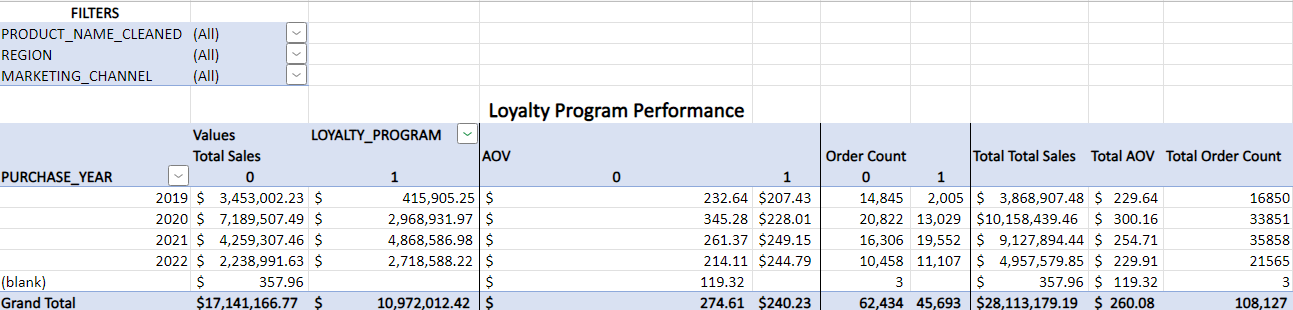 FILTERS
PRODUCT_NAME_CLEANED (All)
REGION (All)
MARKETING_CHANNEL (All)
Loyalty Program Performance
Values LOYALTY_PROGRAM
Total Sales AOV Order Count Total Total Sales Total AOV Total Order Count
PURCHASE_YEAR 0 1 0 1 0 1
2019 $ 3,453,002.23 $ 415,905.25 $ 232.64 $207.43 14,845 2,005 $ 3,868,907.48 $ 229.64 16850
2020 $ 7,189,507.49 $ 2,968,931.97 $ 345.28 $228.01 20,822 13,029 $10,158,439.46 $ 300.16 33851
2021 $ 4,259,307.46 $ 4,868,586.98 $ 261.37 $249.15 16,306 19,552 $ 9,127,894.44 $ 254.71 35858
2022 $ 2,238,991.63 $ 2,718,588.22 $ 214.11 $244.79 10,458 11,107 $ 4,957,579.85 $ 229.91 21565
(blank) $ 357.96 $ 119.32 3 $ 357.96 $ 119.32 3
Grand Total $17,141,166.77 $ 10,972,012.42 $ 274.61 $240.23 62,434 45,693 $28,113,179.19 $ 260.08 108,127